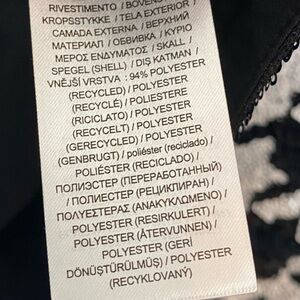 RIVESTIMENTO / BOVENST
KROPSSTYKKE / TELA EXTERIOR /
CAMADA EXTERNA / ВЕРХНИЙ
МАТЕРИАЛ / ОБВИВКА / ΚΥΡΙΟ
ΜΕΡΟΣ ΕΝΔΥΜΑΤΟΣ / SKALL /
SPEGEL (SHELL) / DIŞ KATMAN /
VNĚJŠÍ VRSTVA : 94% POLYESTER
(RECYCLED) / POLYESTER
(RECYCLÉ) / POLIESTERE
(RICICLATO) / POLYESTER
(RECYCELT) / POLYESTER
(GERECYCLED) / POLYESTER
(GENBRUGT) / poliéster (reciclado) /
POLIÉSTER (RECICLADO) /
ПОЛИЭСТЕР (ПЕРЕРАБОТАННЫЙ)
/ ПОЛИЕСТЕР (РЕЦИКЛИРАН) /
ΠΟΛΥΕΣΤΕΡΑΣ (ΑΝΑΚΥΚΛΩΜΕΝΟ) /
POLYESTER (RESIRKULERT) /
POLYESTER (ÅTERVUNNEN) /
POLYESTER (GERİ
DÖNÜŞTÜRÜLMÜŞ) / POLYESTER
(RECYKLOVANÝ)